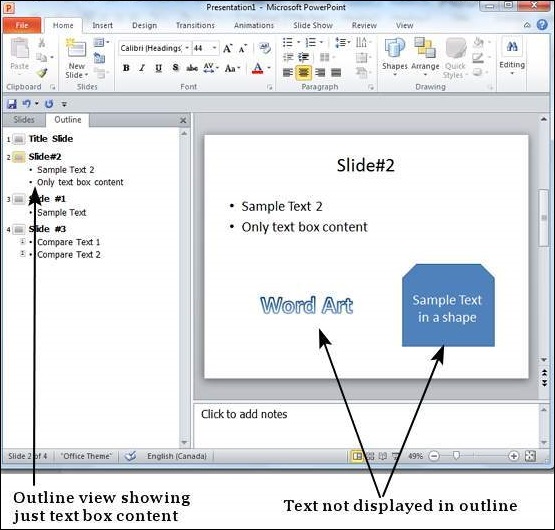 Presentation1 - Microsoft PowerPoint
File Home Insert Design Transitions Animations Slide Show Review View Add-Ins
Calibri (Headings) 44
Paste
New Slide
Shapes Arrange Quick Styles
Editing
Clipboard Slides Font Paragraph Drawing
Slides Outline
1 Title Slide
2 Slide#2
• Sample Text 2
• Only text box content
3 Slide #1
• Sample Text
4 Slide #3
• Compare Text 1
• Compare Text 2
Slide#2
• Sample Text 2
• Only text box content
Word Art
Sample Text
in a shape
Click to add notes
Slide 2 of 4 "Office Theme" English (Canada) 49%
Outline view showing
just text box content
Text not displayed in outline